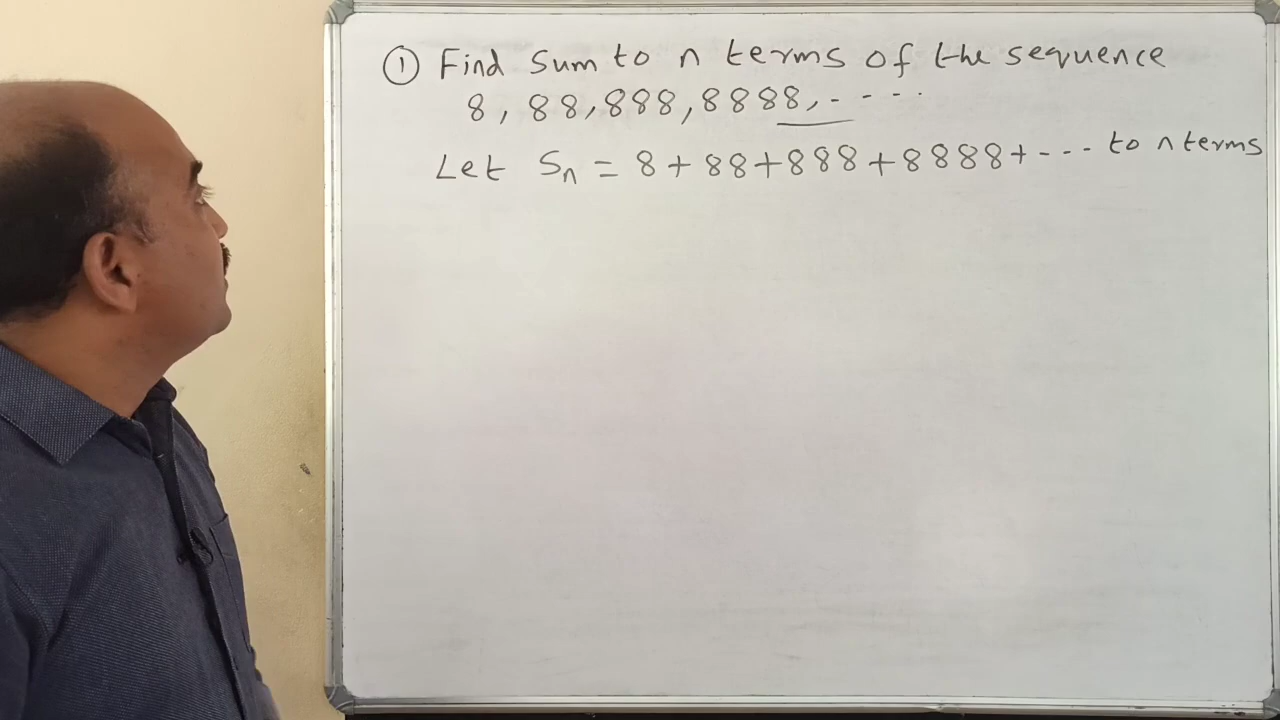 ① Find Sum to n terms of the sequence
8, 88, 888, 8888, - - - -
Let Sn = 8 + 88 + 888 + 8888 + - - - to n terms